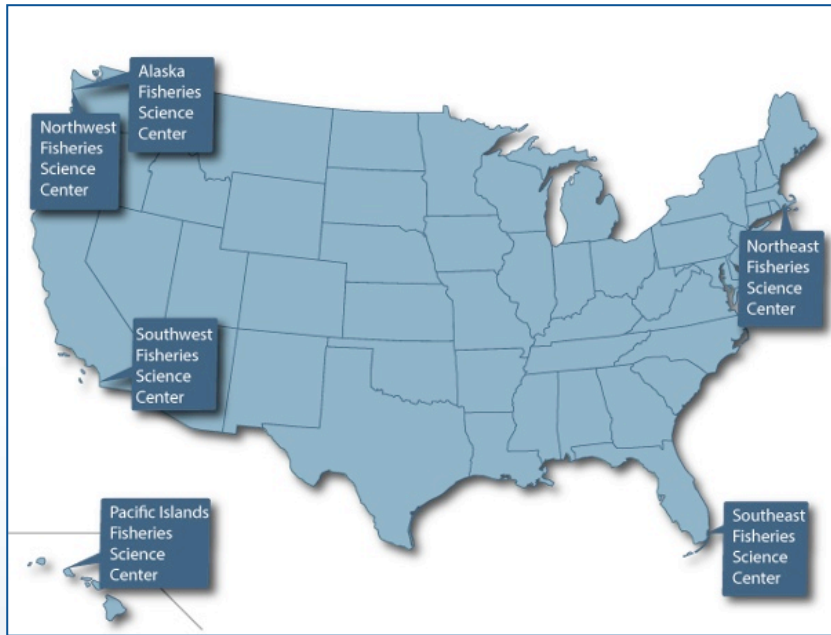 Alaska
Fisheries
Science
Center
Northwest
Fisheries
Science
Center
Northeast
Fisheries
Science
Center
Southwest
Fisheries
Science
Center
Pacific Islands
Fisheries
Science
Center
Southeast
Fisheries
Science
Center